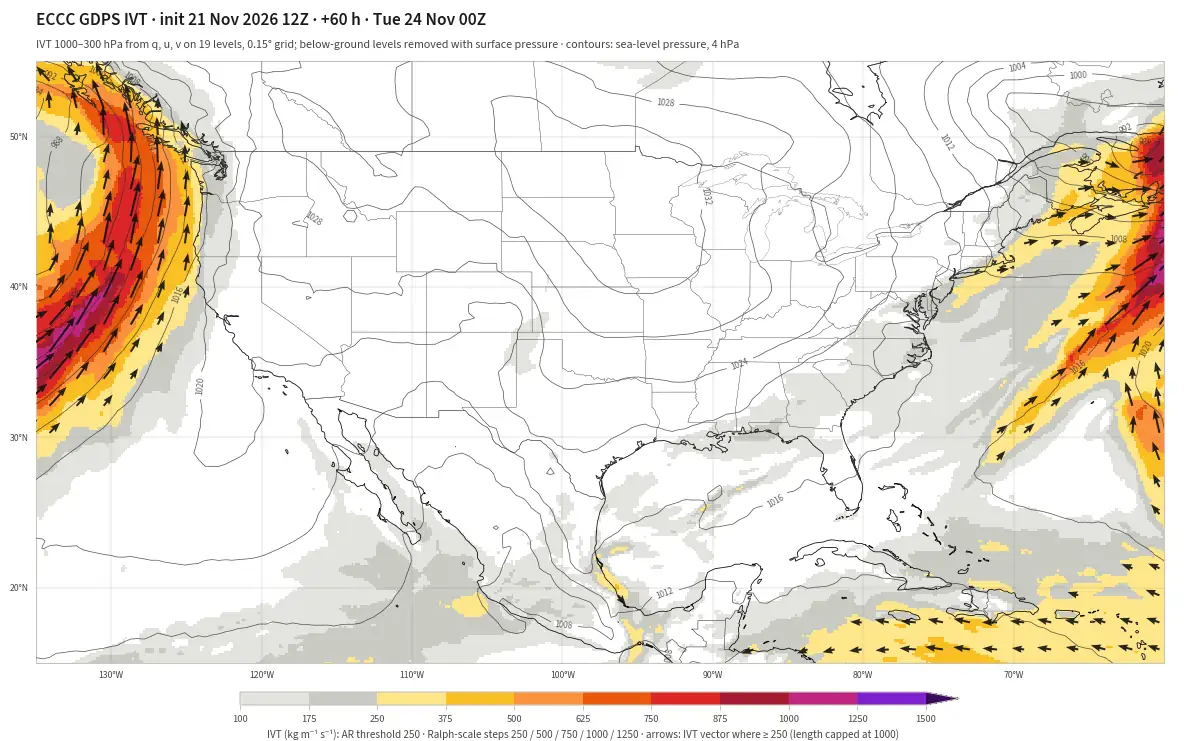 ECCC GDPS IVT · init 21 Nov 2026 12Z · +60 h · Tue 24 Nov 00Z
IVT 1000–300 hPa from q, u, v on 19 levels, 0.15° grid; below-ground levels removed with surface pressure · contours: sea-level pressure, 4 hPa
1004
1000
1028
992
50°N
1012
988
1032
1028
1008
40°N
1016
1020
1024
1016
1020
30°N
1016
20°N
1012
1008
130°W 120°W 110°W 100°W 90°W 80°W 70°W
100 175 250 375 500 625 750 875 1000 1250 1500
IVT (kg m⁻¹ s⁻¹): AR threshold 250 · Ralph-scale steps 250 / 500 / 750 / 1000 / 1250 · arrows: IVT vector where ≥ 250 (length capped at 1000)